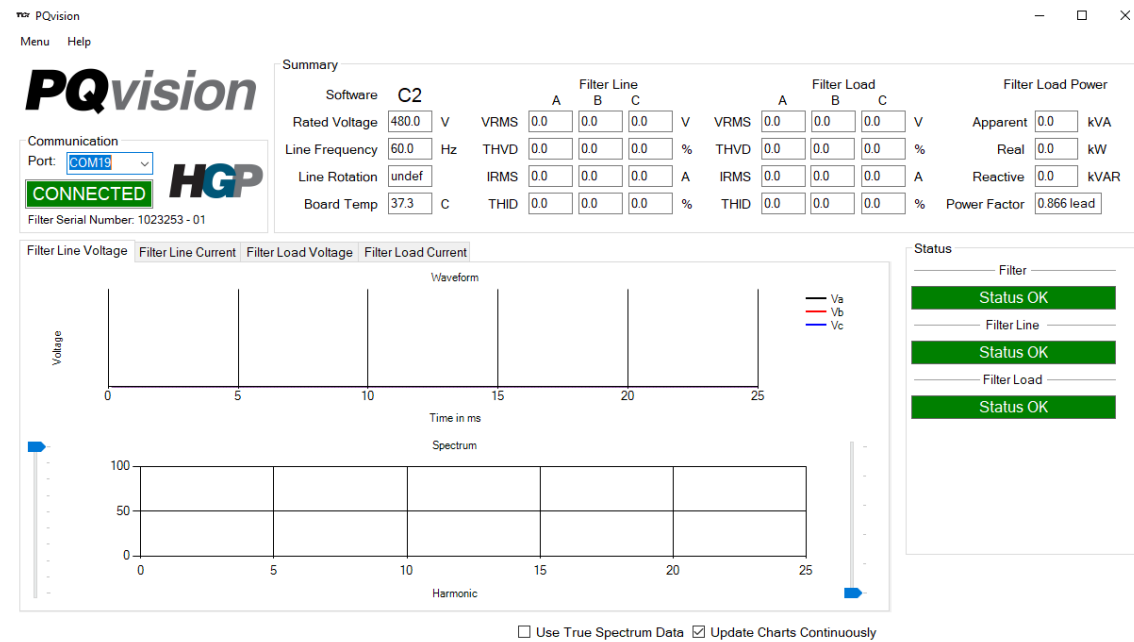 TCI PQvision
Menu Help
PQvision
Communication
Port: COM19
CONNECTED
HGP
Filter Serial Number: 1023253 - 01
Summary
Software C2
Rated Voltage 480.0 V
Line Frequency 60.0 Hz
Line Rotation undef
Board Temp 37.3 C
Filter Line
A B C
VRMS 0.0 0.0 0.0 V
THVD 0.0 0.0 0.0 %
IRMS 0.0 0.0 0.0 A
THID 0.0 0.0 0.0 %
Filter Load
A B C
VRMS 0.0 0.0 0.0 V
THVD 0.0 0.0 0.0 %
IRMS 0.0 0.0 0.0 A
THID 0.0 0.0 0.0 %
Filter Load Power
Apparent 0.0 kVA
Real 0.0 kW
Reactive 0.0 kVAR
Power Factor 0.866 lead
Filter Line Voltage Filter Line Current Filter Load Voltage Filter Load Current
Waveform
Voltage
Va
Vb
Vc
0 5 10 15 20 25
Time in ms
Spectrum
100
50
0
0 5 10 15 20 25
Harmonic
Status
Filter
Status OK
Filter Line
Status OK
Filter Load
Status OK
Use True Spectrum Data Update Charts Continuously